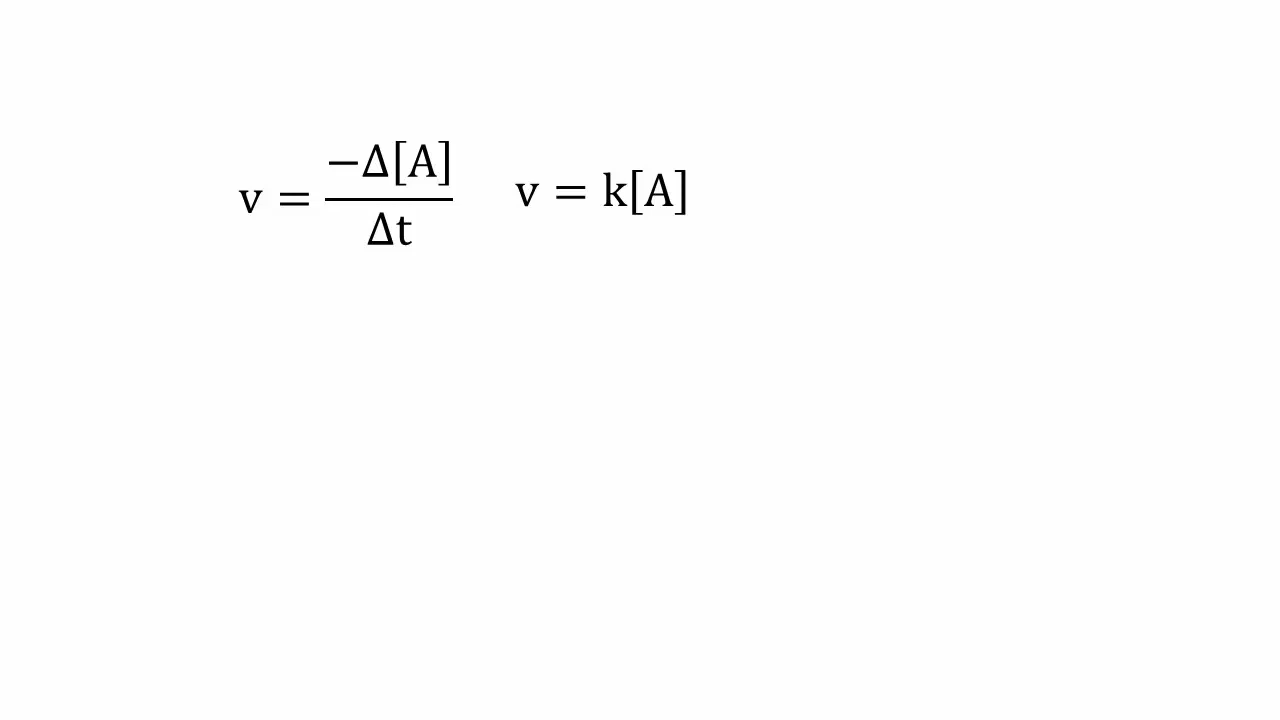 v = −Δ[A]/Δt   v = k[A]